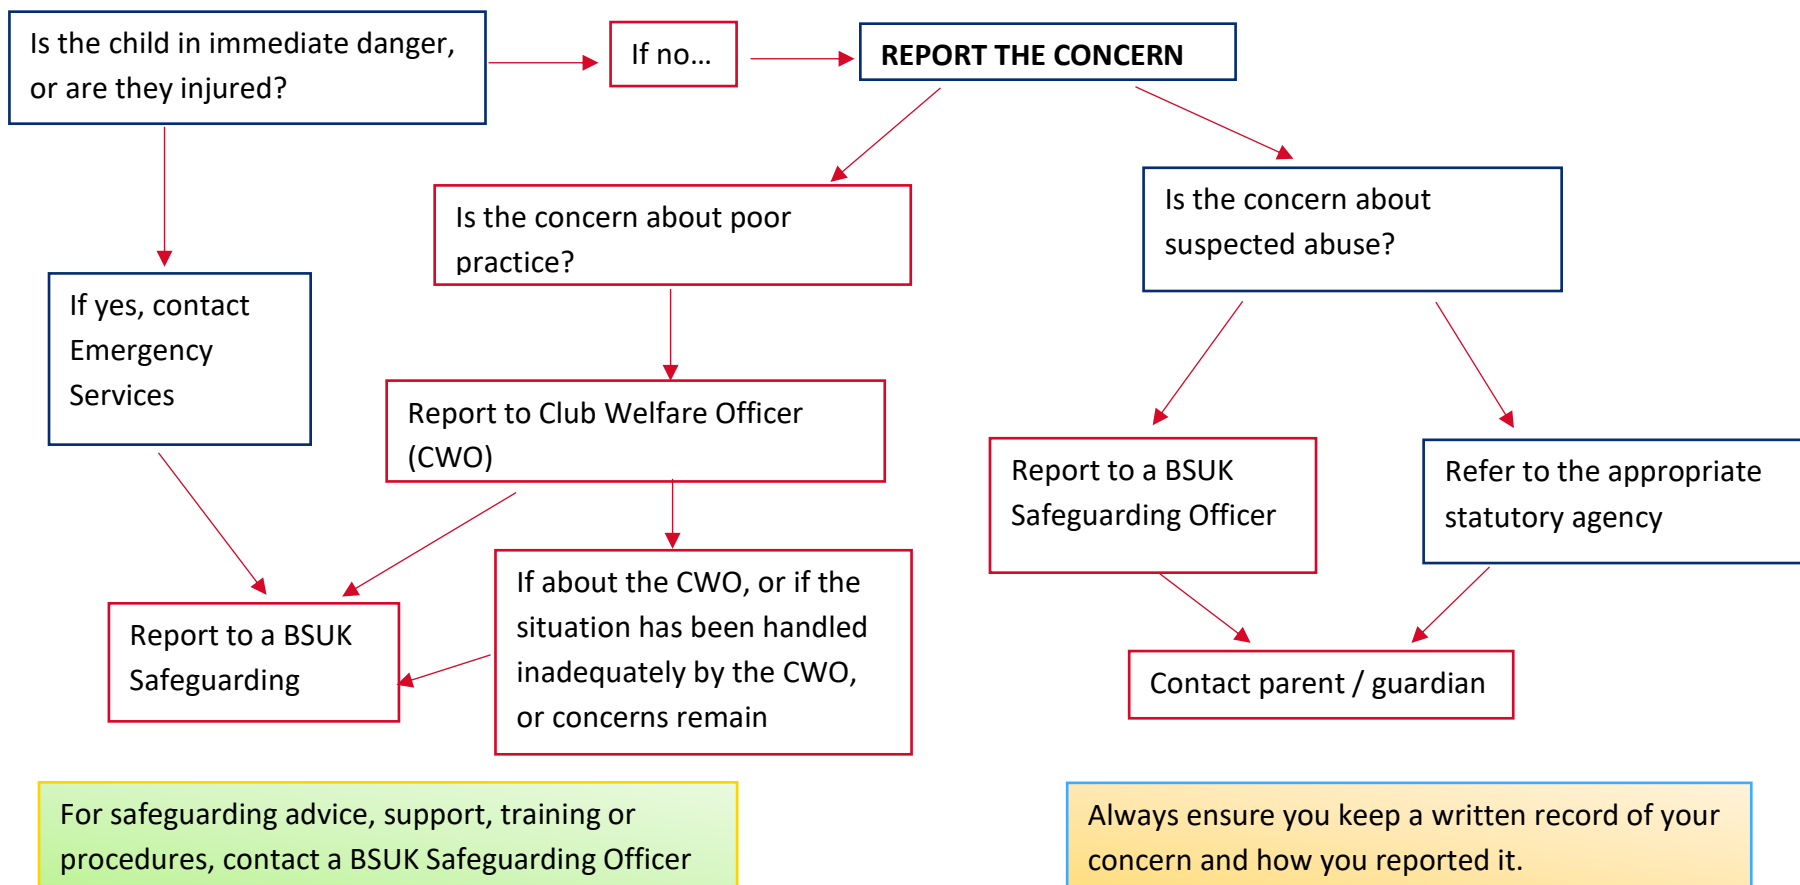 Is the child in immediate danger,
or are they injured?
If no...
REPORT THE CONCERN
Is the concern about poor
practice?
Is the concern about
suspected abuse?
If yes, contact
Emergency
Services
Report to Club Welfare Officer
(CWO)
Report to a BSUK
Safeguarding Officer
Refer to the appropriate
statutory agency
If about the CWO, or if the
situation has been handled
inadequately by the CWO,
or concerns remain
Report to a BSUK
Safeguarding
Contact parent / guardian
For safeguarding advice, support, training or
procedures, contact a BSUK Safeguarding Officer
Always ensure you keep a written record of your
concern and how you reported it.